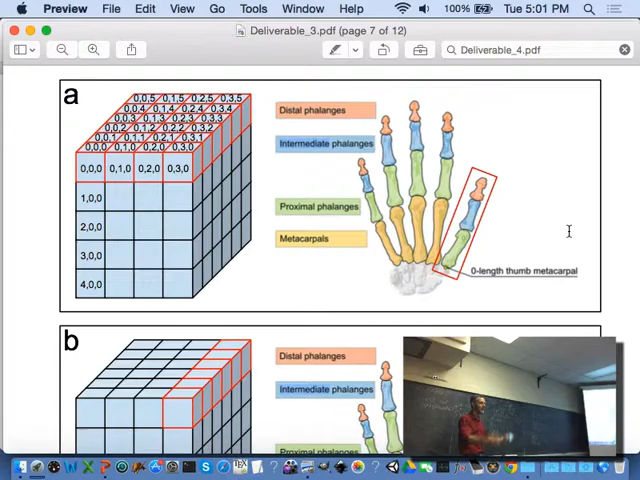 Preview File Edit View Go Tools Window Help 100% Tue 5:01 PM
Deliverable_3.pdf (page 7 of 12)
Deliverable_4.pdf
a
0,0,5 0,1,5 0,2,5 0,3,5
0,0,4 0,1,4 0,2,4 0,3,4
0,0,3 0,1,3 0,2,3 0,3,3
0,0,2 0,1,2 0,2,2 0,3,2
0,0,1 0,1,1 0,2,1 0,3,1
0,0,0 0,1,0 0,2,0 0,3,0
0,0,0 0,1,0 0,2,0 0,3,0
1,0,0
2,0,0
3,0,0
4,0,0
Distal phalanges
Intermediate phalanges
Proximal phalanges
Metacarpals
0-length thumb metacarpal
b
Distal phalanges
Intermediate phalanges
Proximal phalanges